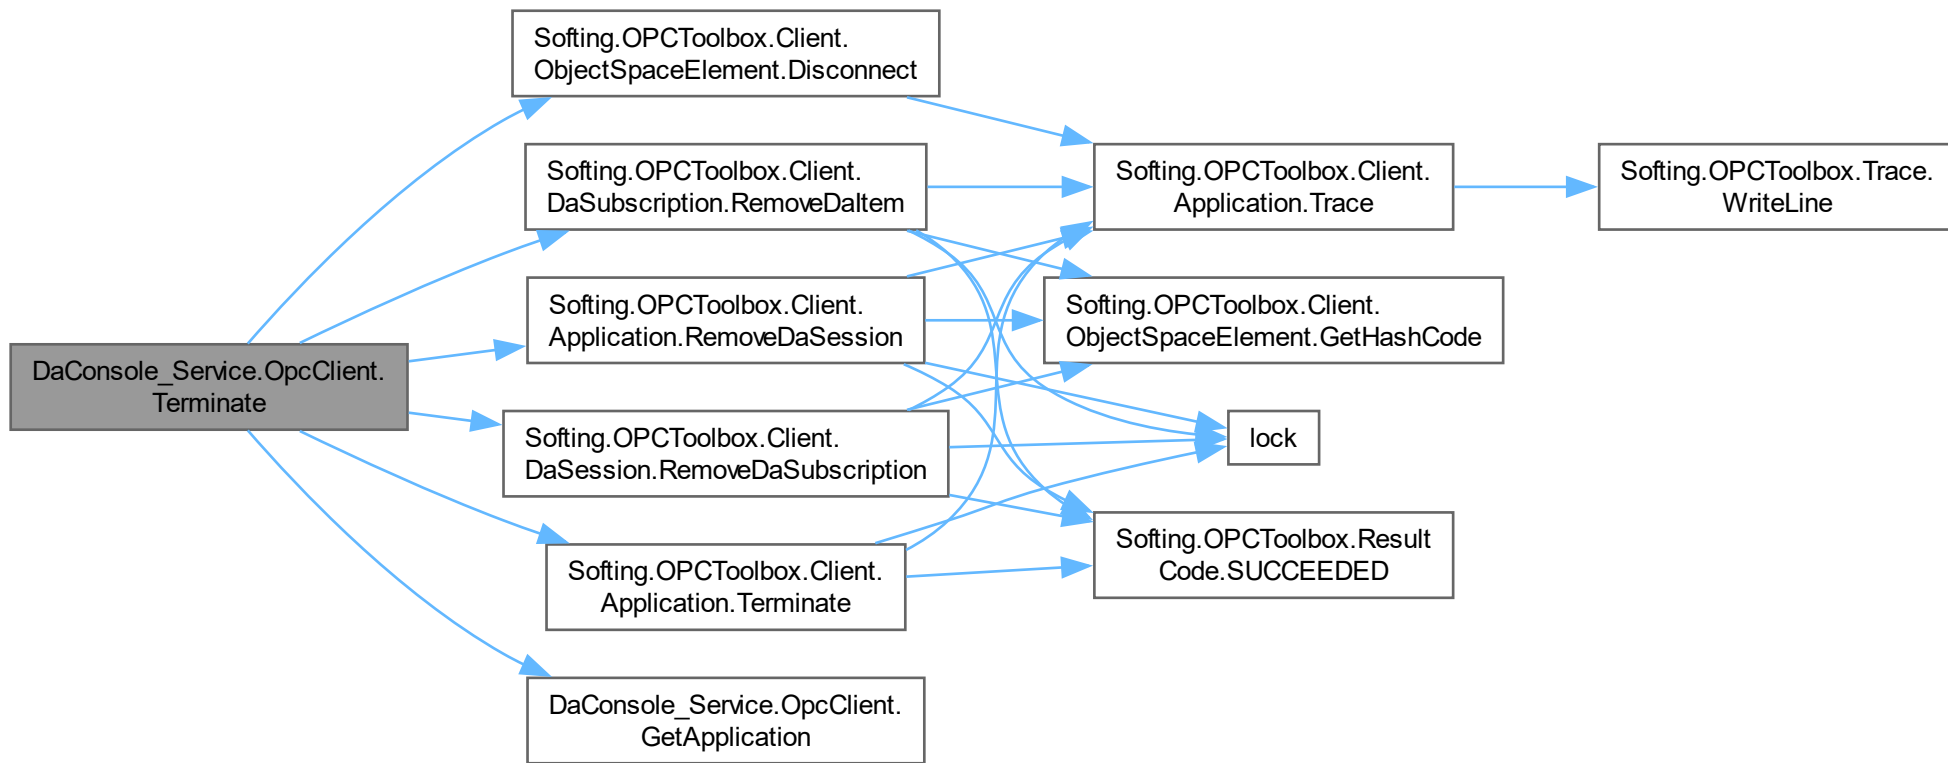 Softing.OPCToolbox.Client.
ObjectSpaceElement.Disconnect
Softing.OPCToolbox.Client.
DaSubscription.RemoveDaItem
Softing.OPCToolbox.Client.
Application.Trace
Softing.OPCToolbox.Trace.
WriteLine
Softing.OPCToolbox.Client.
Application.RemoveDaSession
Softing.OPCToolbox.Client.
ObjectSpaceElement.GetHashCode
DaConsole_Service.OpcClient.
Terminate
Softing.OPCToolbox.Client.
DaSession.RemoveDaSubscription
lock
Softing.OPCToolbox.Client.
Application.Terminate
Softing.OPCToolbox.Result
Code.SUCCEEDED
DaConsole_Service.OpcClient.
GetApplication